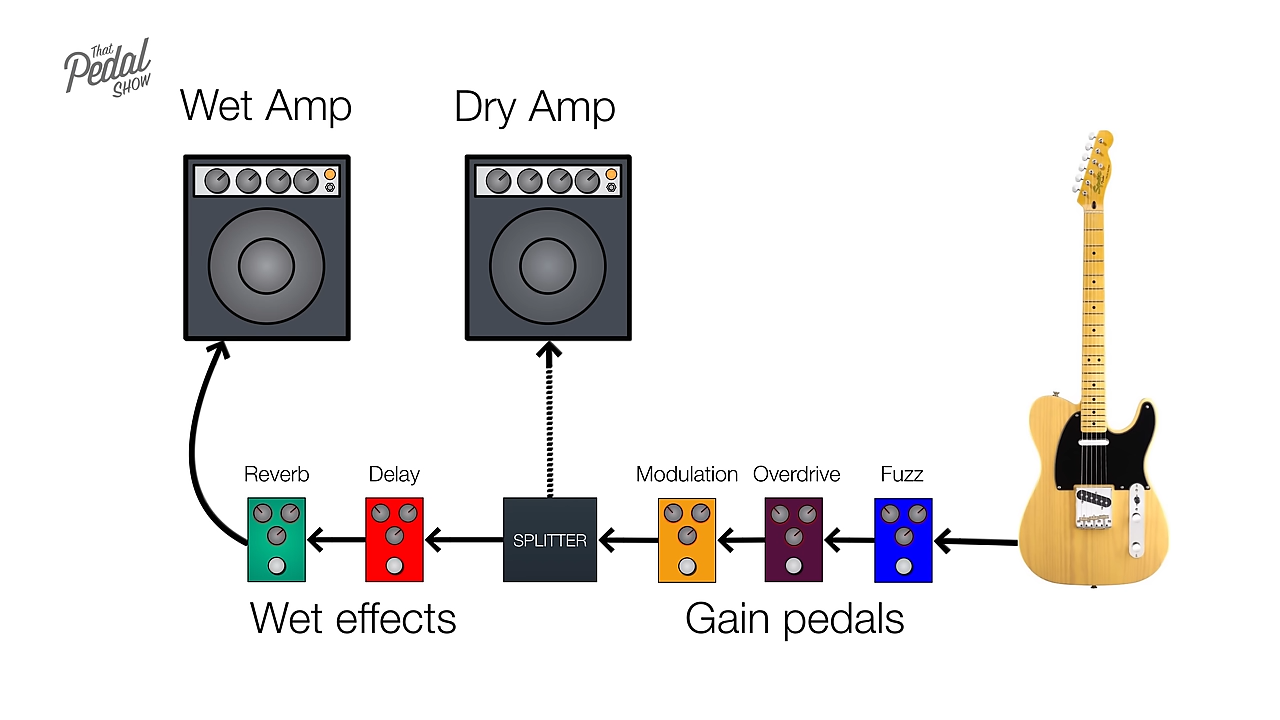 That
Pedal
SHOW
Wet Amp
Dry Amp
Reverb
Delay
Modulation
Overdrive
Fuzz
SPLITTER
Wet effects
Gain pedals